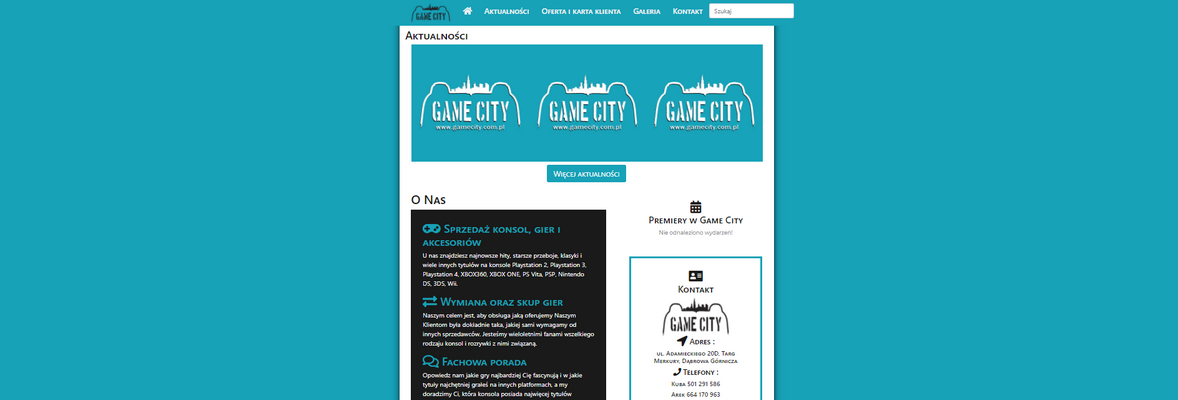 GAME CITY
Aktualności
Oferta i karta klienta
Galeria
Kontakt
Szukaj
Aktualności
GAME CITY
www.gamecity.com.pl
GAME CITY
www.gamecity.com.pl
GAME CITY
www.gamecity.com.pl
Więcej aktualności
O Nas
Sprzedaż konsol, gier i
akcesoriów
U nas znajdziesz najnowsze hity, starsze przeboje, klasyki i
wiele innych tytułów na konsole Playstation 2, Playstation 3,
Playstation 4, XBOX360, XBOX ONE, PS Vita, PSP, Nintendo
DS, 3DS, Wii.
Wymiana oraz skup gier
Naszym celem jest, aby obsługa jaką oferujemy Naszym
Klientom była dokładnie taka, jakiej sami wymagamy od
innych sprzedawców. Jesteśmy wieloletnimi fanami wszelkiego
rodzaju konsol i rozrywki z nimi związaną.
Fachowa porada
Opowiedz nam jakie gry najbardziej Cię fascynują i w jakie
tytuły najchętniej grałeś na innych platformach, a my
doradzimy Ci, która konsola posiada najwięcej tytułów
Premiery w Game City
Nie odnaleziono wydarzeń!
Kontakt
GAME CITY
Adres :
ul. Adamieckiego 20D, Targ
Merkury, Dąbrowa Górnicza
Telefony :
Kuba 501 291 586
Arek 664 170 963